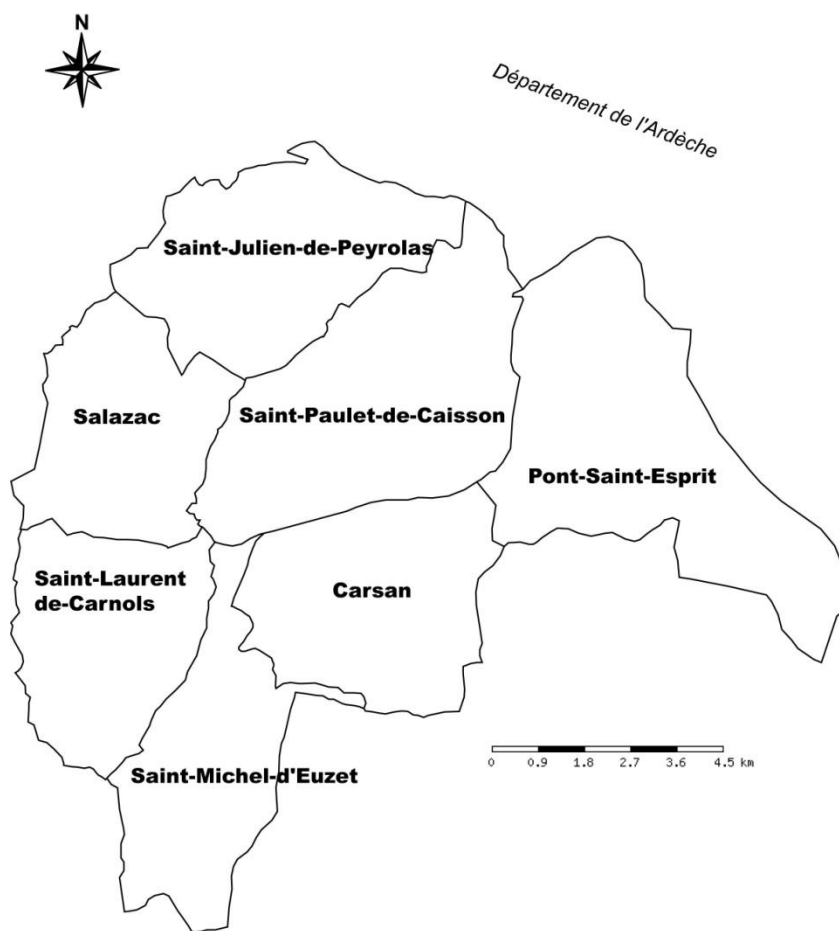 N
Département de l'Ardèche
Saint-Julien-de-Peyrolas
Salazac
Saint-Paulet-de-Caisson
Pont-Saint-Esprit
Saint-Laurent
de-Carnols
Carsan
Saint-Michel-d'Euzet
0 0.9 1.8 2.7 3.6 4.5 km